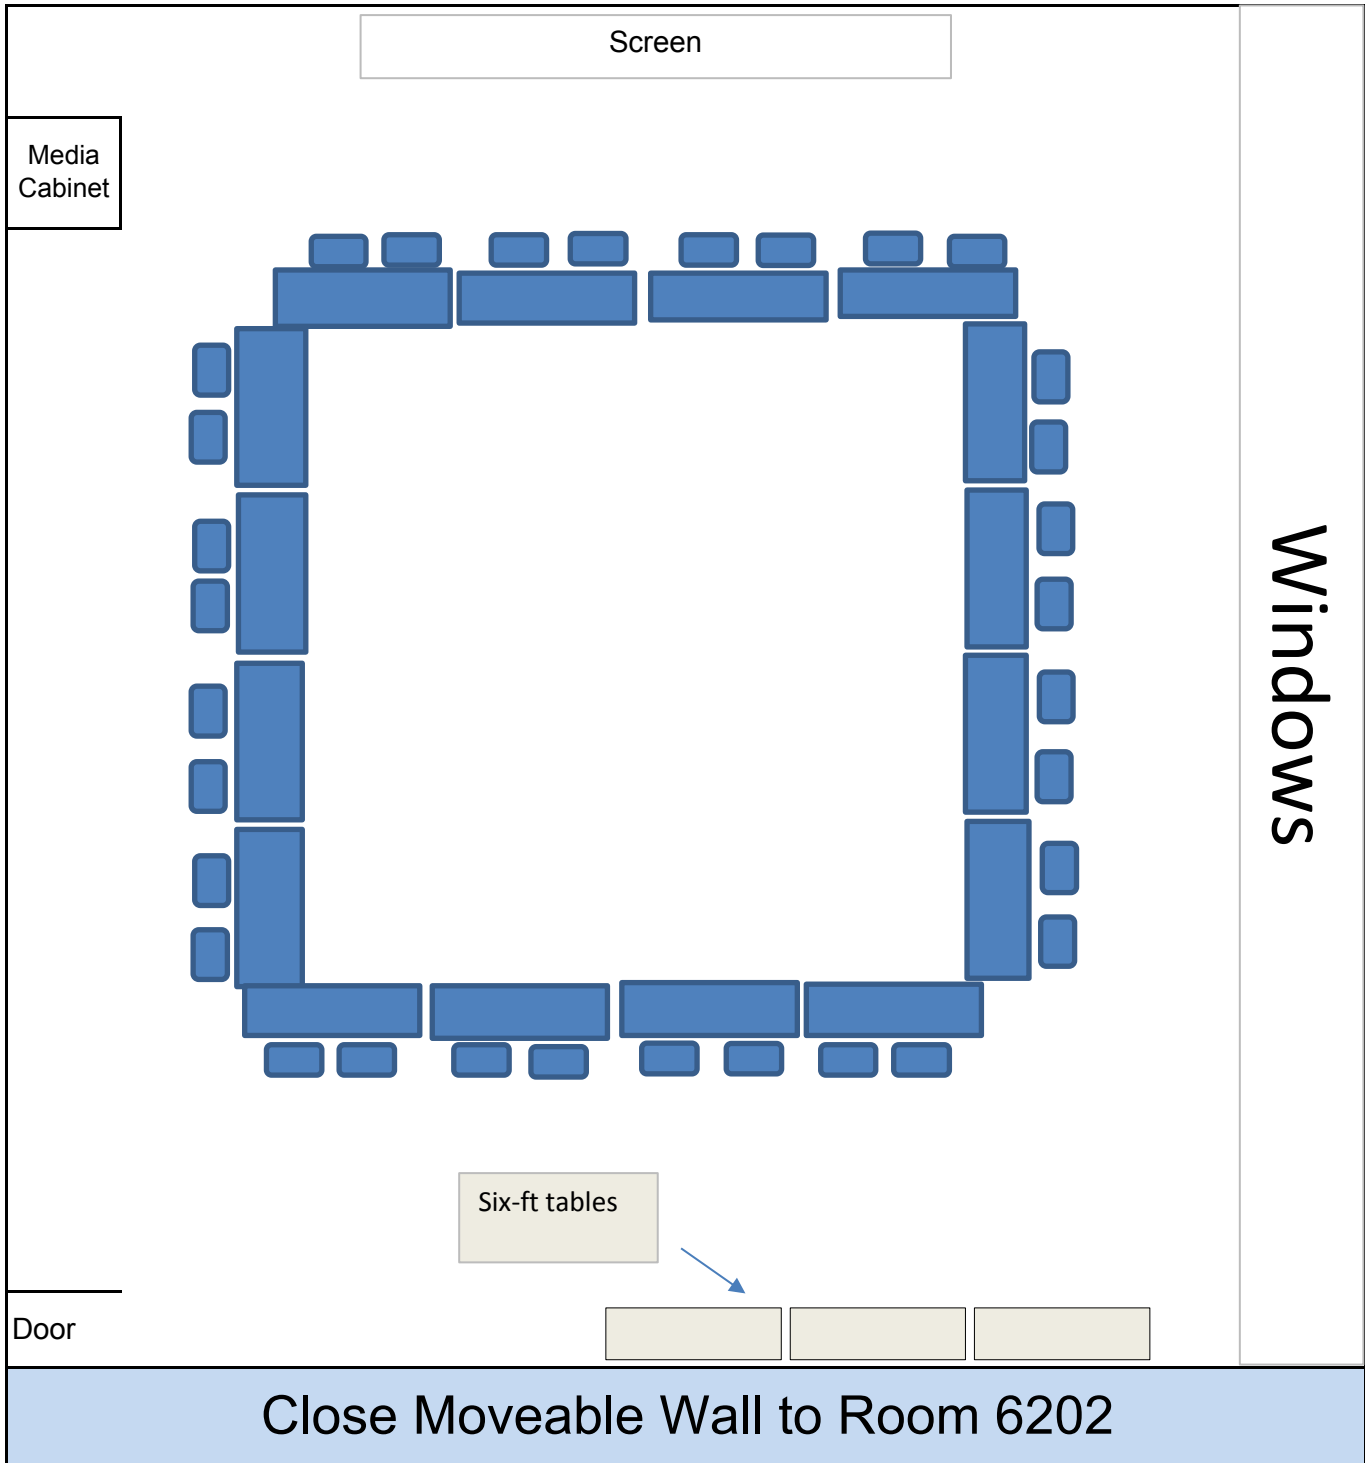 Screen
Media
Cabinet
Windows
Six-ft tables
Door
Close Moveable Wall to Room 6202